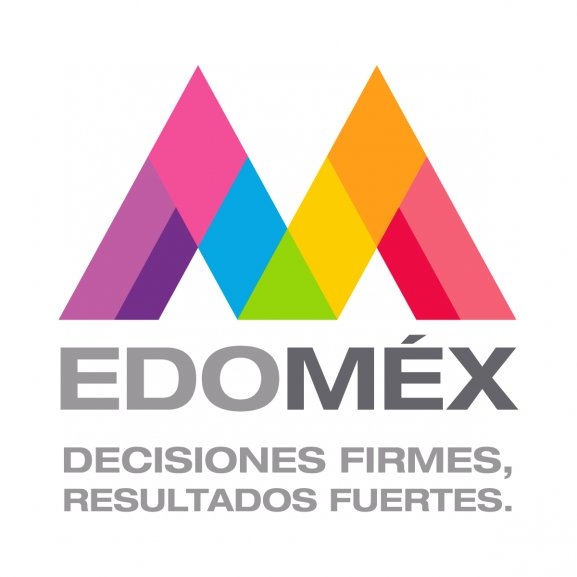 EDOMÉX
DECISIONES FIRMES,
RESULTADOS FUERTES.